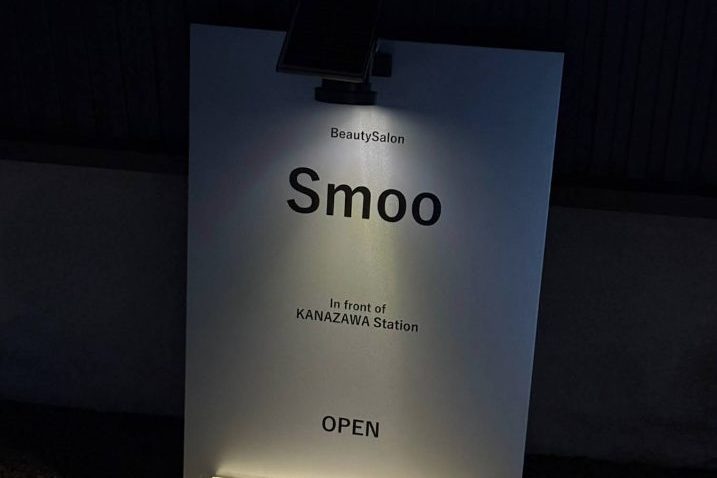 BeautySalon
Smoo
In front of
KANAZAWA Station
OPEN